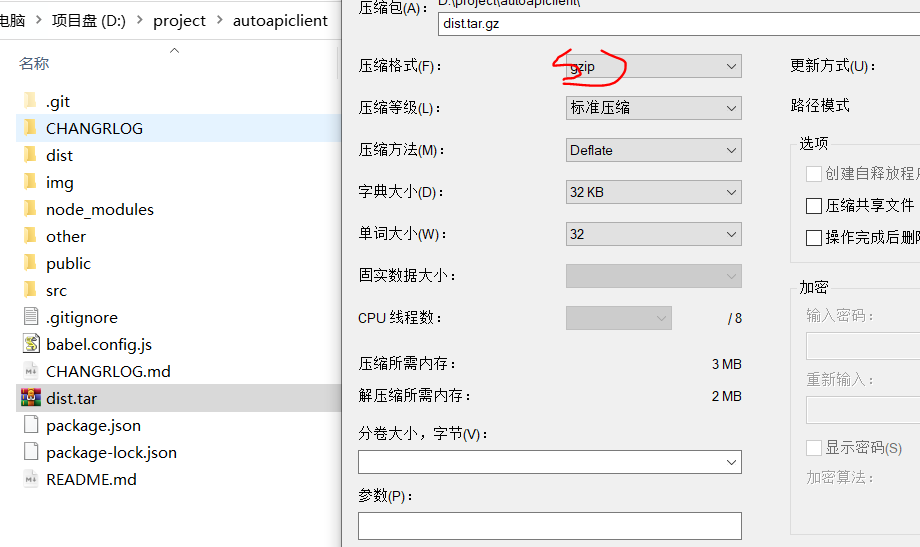 电脑 › 项目盘 (D:) › project › autoapiclient
名称
.git
CHANGRLOG
dist
img
node_modules
other
public
src
.gitignore
babel.config.js
CHANGRLOG.md
dist.tar
package.json
package-lock.json
README.md
压缩包(A)： D:\project\autoapiclient\
dist.tar.gz
压缩格式(F)： gzip
压缩等级(L)： 标准压缩
压缩方法(M)： Deflate
字典大小(D)： 32 KB
单词大小(W)： 32
固实数据大小：
CPU 线程数： / 8
压缩所需内存： 3 MB
解压缩所需内存： 2 MB
分卷大小，字节(V)：
参数(P)：
更新方式(U)：
路径模式
选项
创建自释放程
压缩共享文件
操作完成后删
加密
输入密码：
重新输入：
显示密码(S)
加密算法：